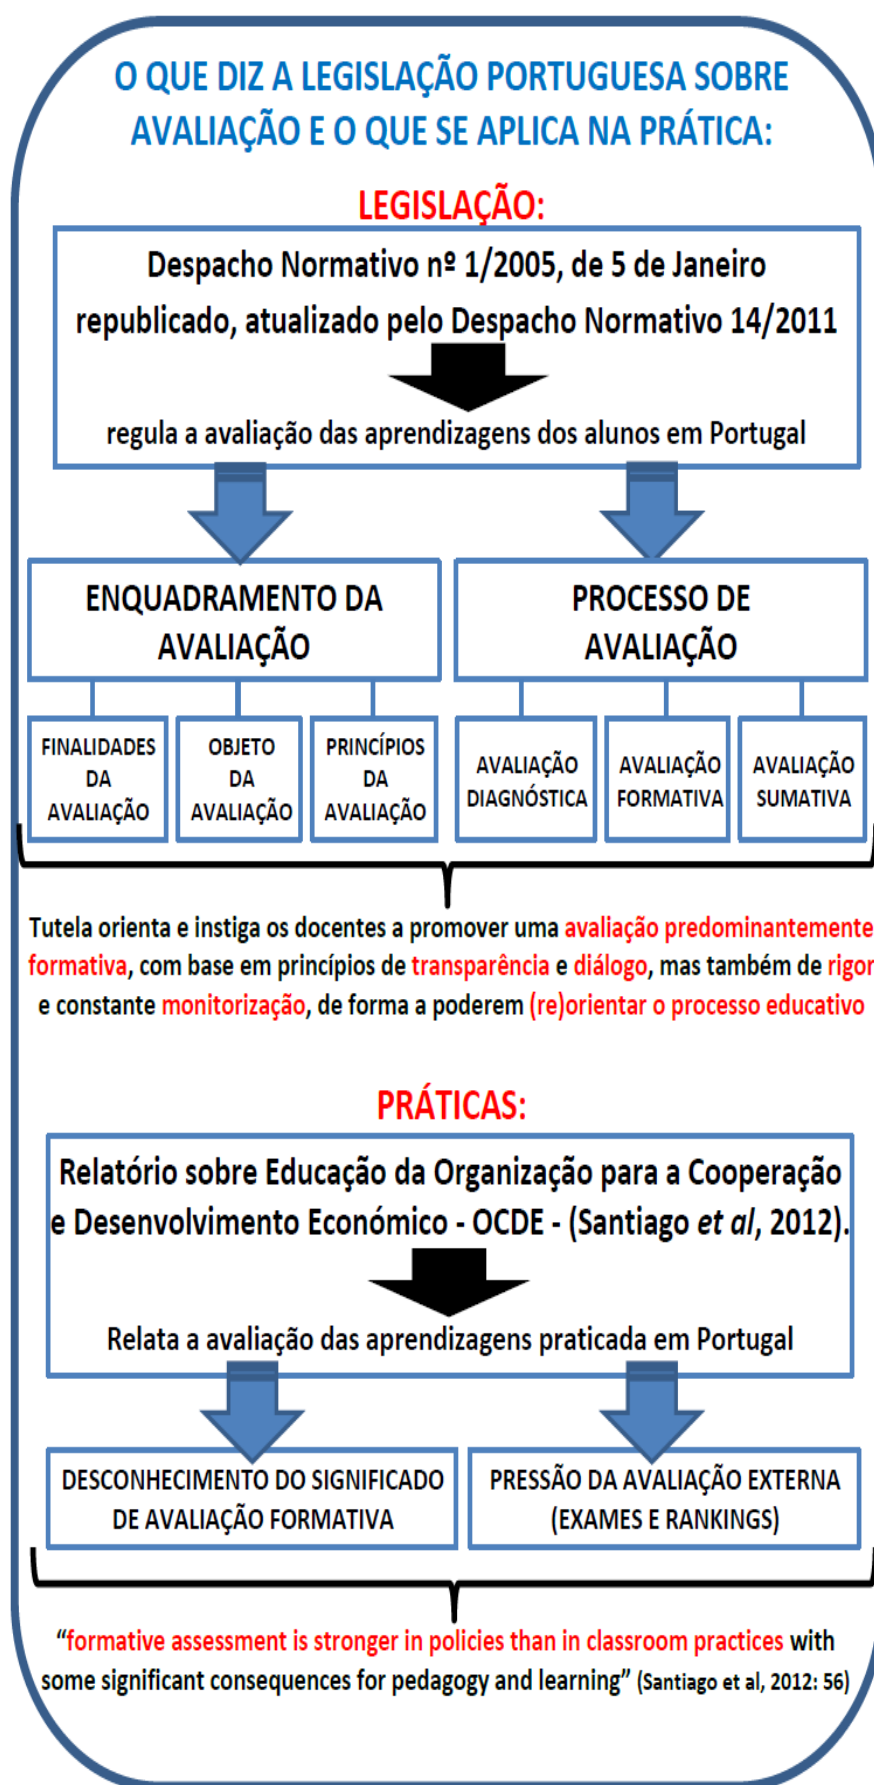 O QUE DIZ A LEGISLAÇÃO PORTUGUESA SOBRE
AVALIAÇÃO E O QUE SE APLICA NA PRÁTICA:
LEGISLAÇÃO:
Despacho Normativo nº 1/2005, de 5 de Janeiro
republicado, atualizado pelo Despacho Normativo 14/2011
regula a avaliação das aprendizagens dos alunos em Portugal
ENQUADRAMENTO DA
AVALIAÇÃO
PROCESSO DE
AVALIAÇÃO
FINALIDADES
DA
AVALIAÇÃO
OBJETO
DA
AVALIAÇÃO
PRINCÍPIOS
DA
AVALIAÇÃO
AVALIAÇÃO
DIAGNÓSTICA
AVALIAÇÃO
FORMATIVA
AVALIAÇÃO
SUMATIVA
Tutela orienta e instiga os docentes a promover uma avaliação predominantemente
formativa, com base em princípios de transparência e diálogo, mas também de rigor
e constante monitorização, de forma a poderem (re)orientar o processo educativo
PRÁTICAS:
Relatório sobre Educação da Organização para a Cooperação
e Desenvolvimento Económico - OCDE - (Santiago et al, 2012).
Relata a avaliação das aprendizagens praticada em Portugal
DESCONHECIMENTO DO SIGNIFICADO
DE AVALIAÇÃO FORMATIVA
PRESSÃO DA AVALIAÇÃO EXTERNA
(EXAMES E RANKINGS)
“formative assessment is stronger in policies than in classroom practices with
some significant consequences for pedagogy and learning” (Santiago et al, 2012: 56)